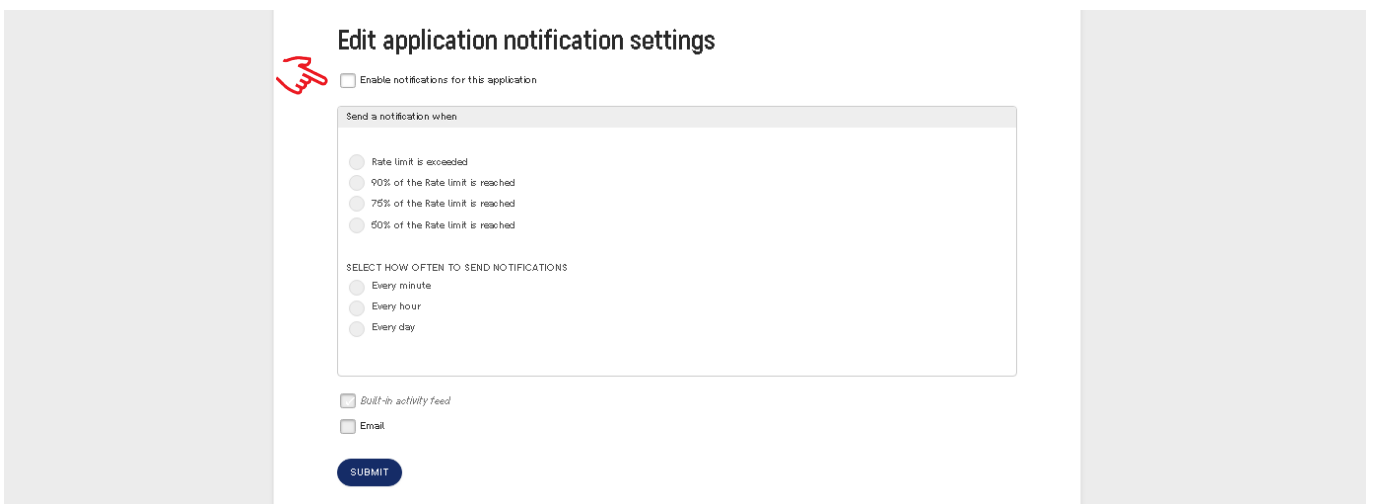 Edit application notification settings
Enable notifications for this application
Send a notification when
Rate limit is exceeded
90% of the Rate limit is reached
75% of the Rate limit is reached
50% of the Rate limit is reached
SELECT HOW OFTEN TO SEND NOTIFICATIONS
Every minute
Every hour
Every day
Built-in activity feed
Email
SUBMIT